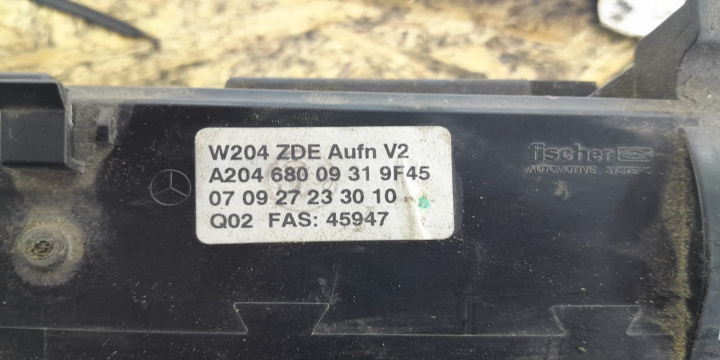 W204 ZDE Aufn V2
A204 680 09 31 9F45
07 09 27 23 30 10
Q02 FAS: 45947
fischer
AUTOMOTIVE SYSTEMS